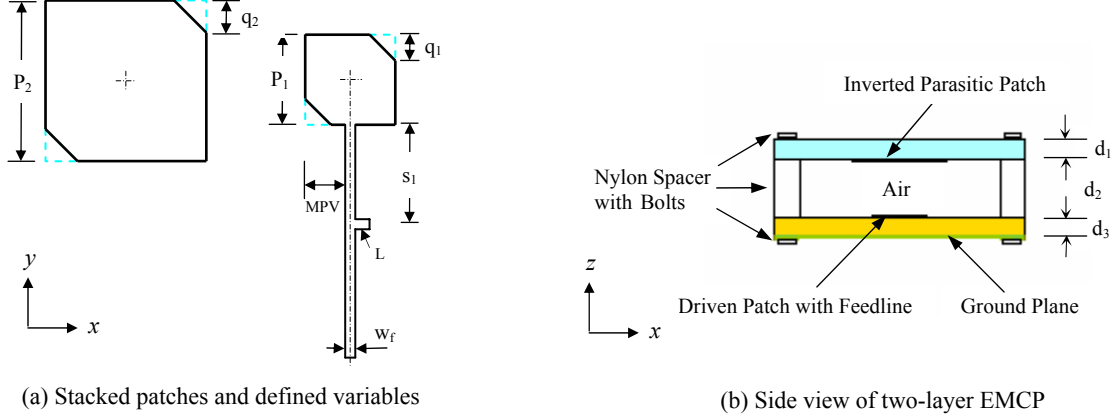 q2
P2
q1
P1
s1
MPV
L
wf
y
x
(a) Stacked patches and defined variables
Inverted Parasitic Patch
d1
Nylon Spacer
with Bolts
Air
d2
d3
z
x
Driven Patch with Feedline
Ground Plane
(b) Side view of two-layer EMCP